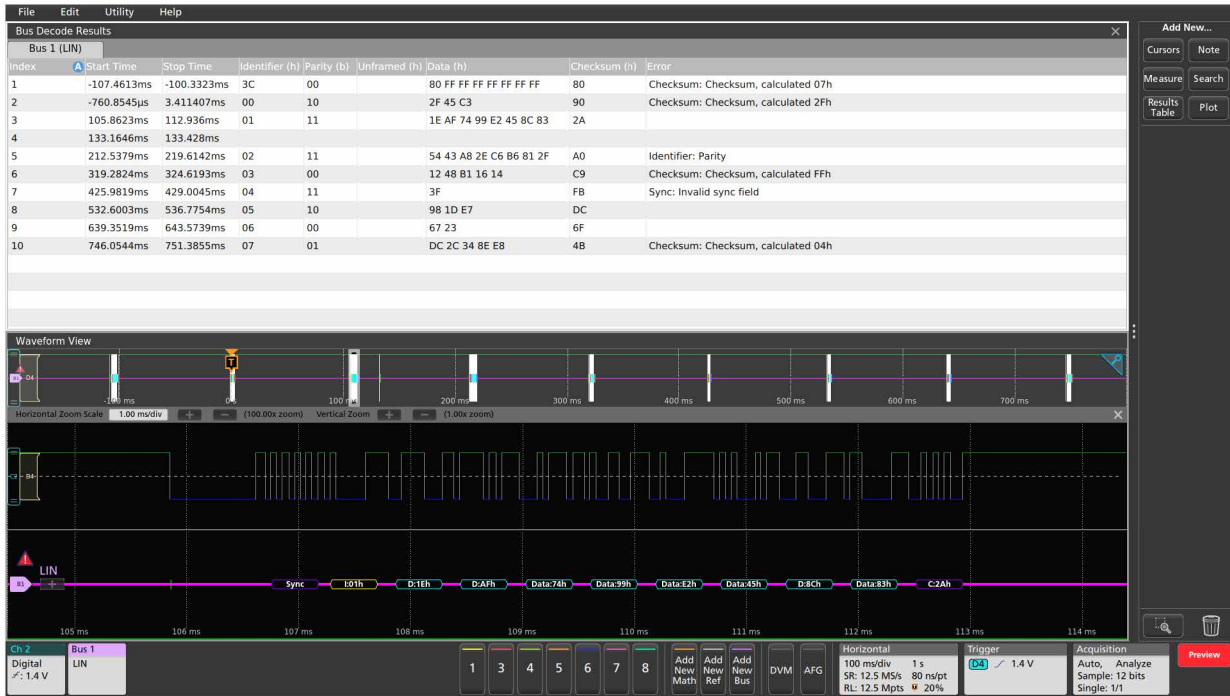 File Edit Utility Help
Bus Decode Results
Bus 1 (LIN)
Index Start Time Stop Time Identifier (h) Parity (b) Unframed (h) Data (h) Checksum (h) Error
1 -107.4613ms -100.3323ms 3C 00 80 FF FF FF FF FF FF FF 80 Checksum: Checksum, calculated 07h
2 -760.8545µs 3.411407ms 00 10 2F 45 C3 90 Checksum: Checksum, calculated 2Fh
3 105.8623ms 112.936ms 01 11 1E AF 74 99 E2 45 8C 83 2A
4 133.1646ms 133.428ms
5 212.5379ms 219.6142ms 02 11 54 43 A8 2E C6 B6 81 2F A0 Identifier: Parity
6 319.2824ms 324.6193ms 03 00 12 48 B1 16 14 C9 Checksum: Checksum, calculated FFh
7 425.9819ms 429.0045ms 04 11 3F FB Sync: Invalid sync field
8 532.6003ms 536.7754ms 05 10 98 1D E7 DC
9 639.3519ms 643.5739ms 06 00 67 23 6F
10 746.0544ms 751.3855ms 07 01 DC 2C 34 8E E8 4B Checksum: Checksum, calculated 04h
Waveform View
T
B1 D4
-100 ms 0 s 100 ms 200 ms 300 ms 400 ms 500 ms 600 ms 700 ms
Horizontal Zoom Scale 1.00 ms/div (100.00x zoom) Vertical Zoom (1.00x zoom)
C2 D4
LIN
B1 Sync I:01h D:1Eh D:AFh Data:74h Data:99h Data:E2h Data:45h D:8Ch Data:83h C:2Ah
105 ms 106 ms 107 ms 108 ms 109 ms 110 ms 111 ms 112 ms 113 ms 114 ms
Add New...
Cursors Note
Measure Search
Results Table Plot
Ch 2
Digital
: 1.4 V
Bus 1
LIN
1 3 4 5 6 7 8
Add New Math
Add New Ref
Add New Bus
DVM AFG
Horizontal
100 ms/div 1 s
SR: 12.5 MS/s 80 ns/pt
RL: 12.5 Mpts 20%
Trigger
D4 1.4 V
Acquisition
Auto, Analyze
Sample: 12 bits
Single: 1/1
Preview